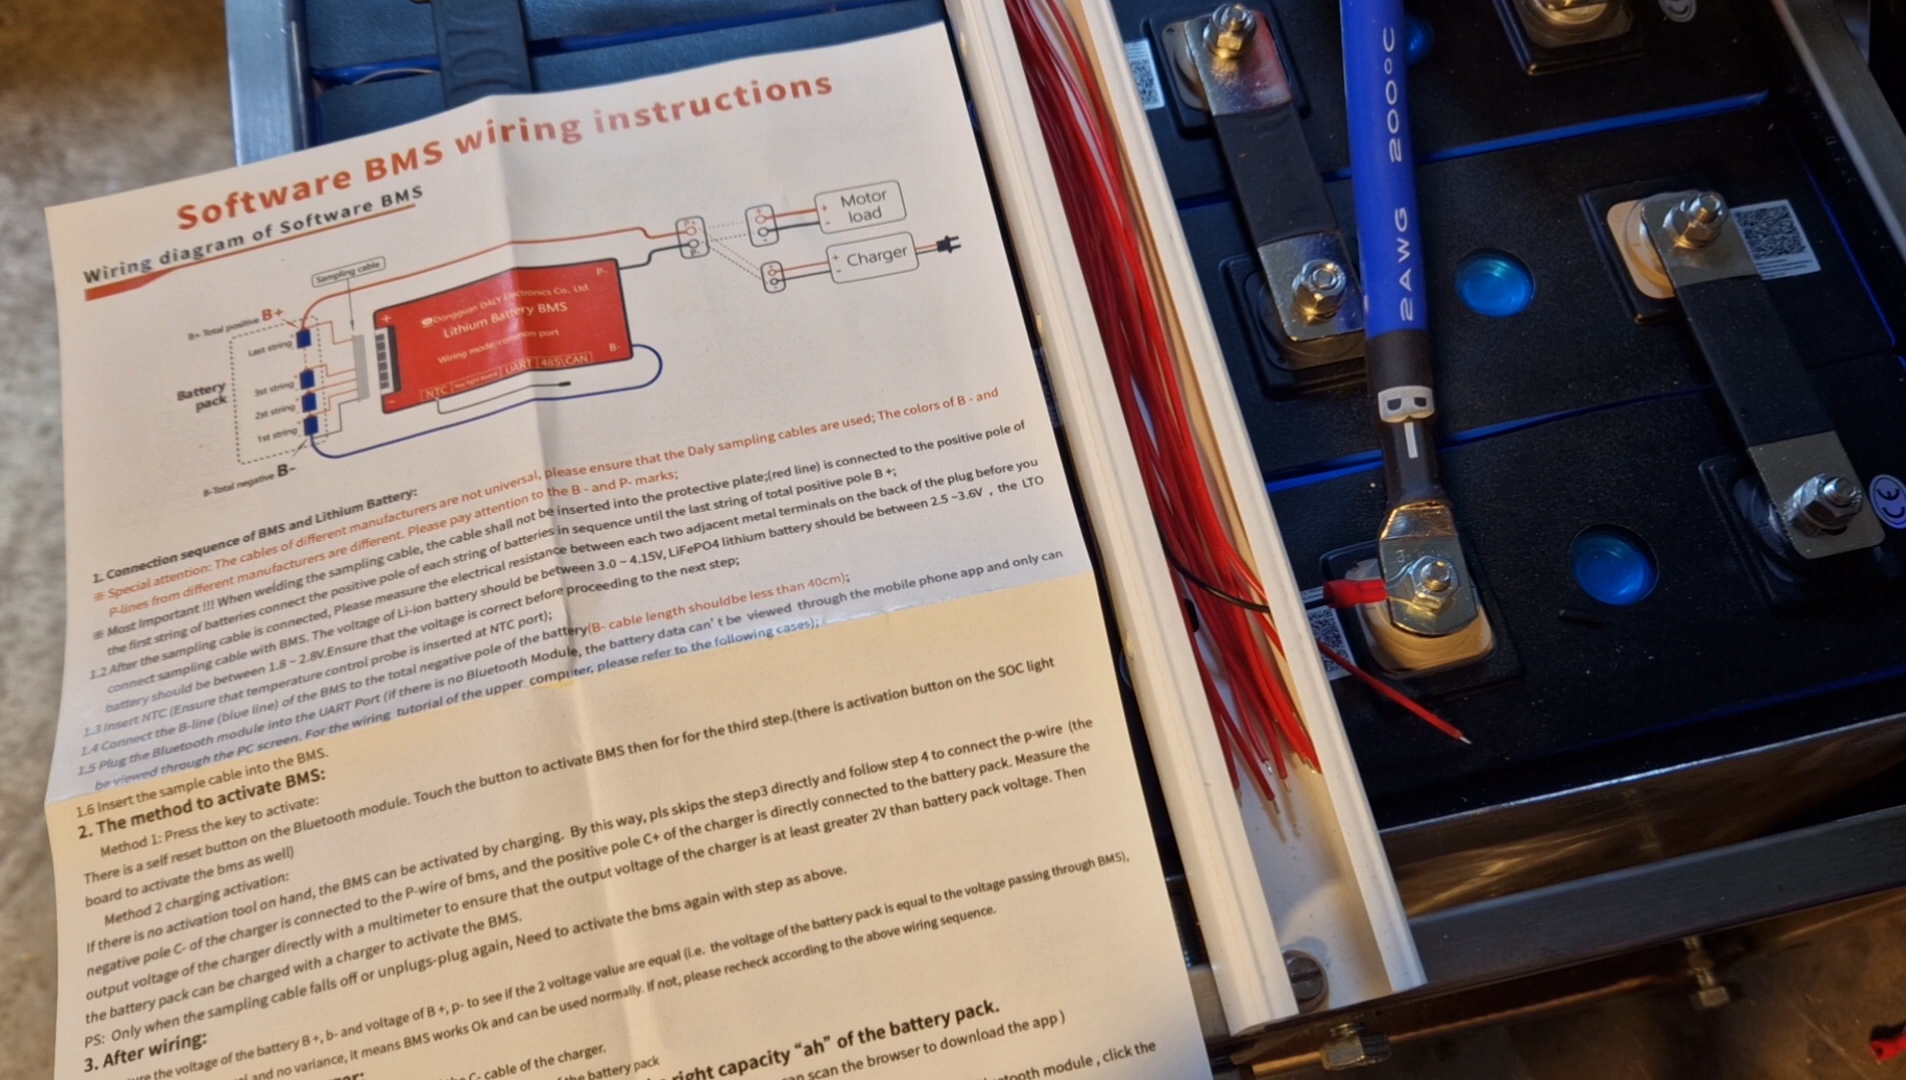 Software BMS wiring instructions
Wiring diagram of Software BMS
Sampling cable
B+ Total positive B+
Last string
3st string
2st string
1st string
Battery
pack
B-Total negative B-
+
-
Dongguan DALY Electronics Co., Ltd.
Lithium Battery BMS
Wiring mode: common port
NTC
UART 485\CAN
P-
B-
P+
P-
+ Motor
- load
+ Charger
-
1. Connection sequence of BMS and Lithium Battery:
※ Special attention: The cables of different manufacturers are not universal, please ensure that the Daly sampling cables are used; The colors of B - and
P-lines from different manufacturers are different. Please pay attention to the B - and P- marks;
※ Most Important !!! When welding the sampling cable, the cable shall not be inserted into the protective plate;(red line) is connected to the positive pole of
the first string of batteries connect the positive pole of each string of batteries in sequence until the last string of total positive pole B +;
1.2 After the sampling cable is connected, Please measure the electrical resistance between each two adjacent metal terminals on the back of the plug before you
connect sampling cable with BMS. The voltage of Li-ion battery should be between 3.0 – 4.15V, LiFePO4 lithium battery should be between 2.5 –3.6V , the LTO
battery should be between 1.8 – 2.8V.Ensure that the voltage is correct before proceeding to the next step;
1.3 Insert NTC (Ensure that temperature control probe is inserted at NTC port);
1.4 Connect the B-line (blue line) of the BMS to the total negative pole of the battery(B- cable length shouldbe less than 40cm);
1.5 Plug the Bluetooth module into the UART Port (if there is no Bluetooth Module, the battery data can' t be viewed through the mobile phone app and only can
be viewed through the PC screen. For the wiring tutorial of the upper computer, please refer to the following cases);
1.6 Insert the sample cable into the BMS.
2. The method to activate BMS:
Method 1: Press the key to activate:
There is a self reset button on the Bluetooth module. Touch the button to activate BMS then for for the third step.(there is activation button on the SOC light
board to activate the bms as well)
Method 2 charging activation:
If there is no activation tool on hand, the BMS can be activated by charging. By this way, pls skips the step3 directly and follow step 4 to connect the p-wire (the
negative pole C- of the charger is connected to the P-wire of bms, and the positive pole C+ of the charger is directly connected to the battery pack. Measure the
output voltage of the charger directly with a multimeter to ensure that the output voltage of the charger is at least greater 2V than battery pack voltage. Then
the battery pack can be charged with a charger to activate the BMS.
PS: Only when the sampling cable falls off or unplugs-plug again, Need to activate the bms again with step as above.
3. After wiring:
the voltage of the battery B +, b- and voltage of B +, p- to see if the 2 voltage value are equal (i.e. the voltage of the battery pack is equal to the voltage passing through BMS),
and no variance, it means BMS works Ok and can be used normally. If not, please recheck according to the above wiring sequence.
C- cable of the charger.
battery pack
right capacity "ah" of the battery pack.
scan the browser to download the app )
module , click the
2AWG 200°C
B-
CE